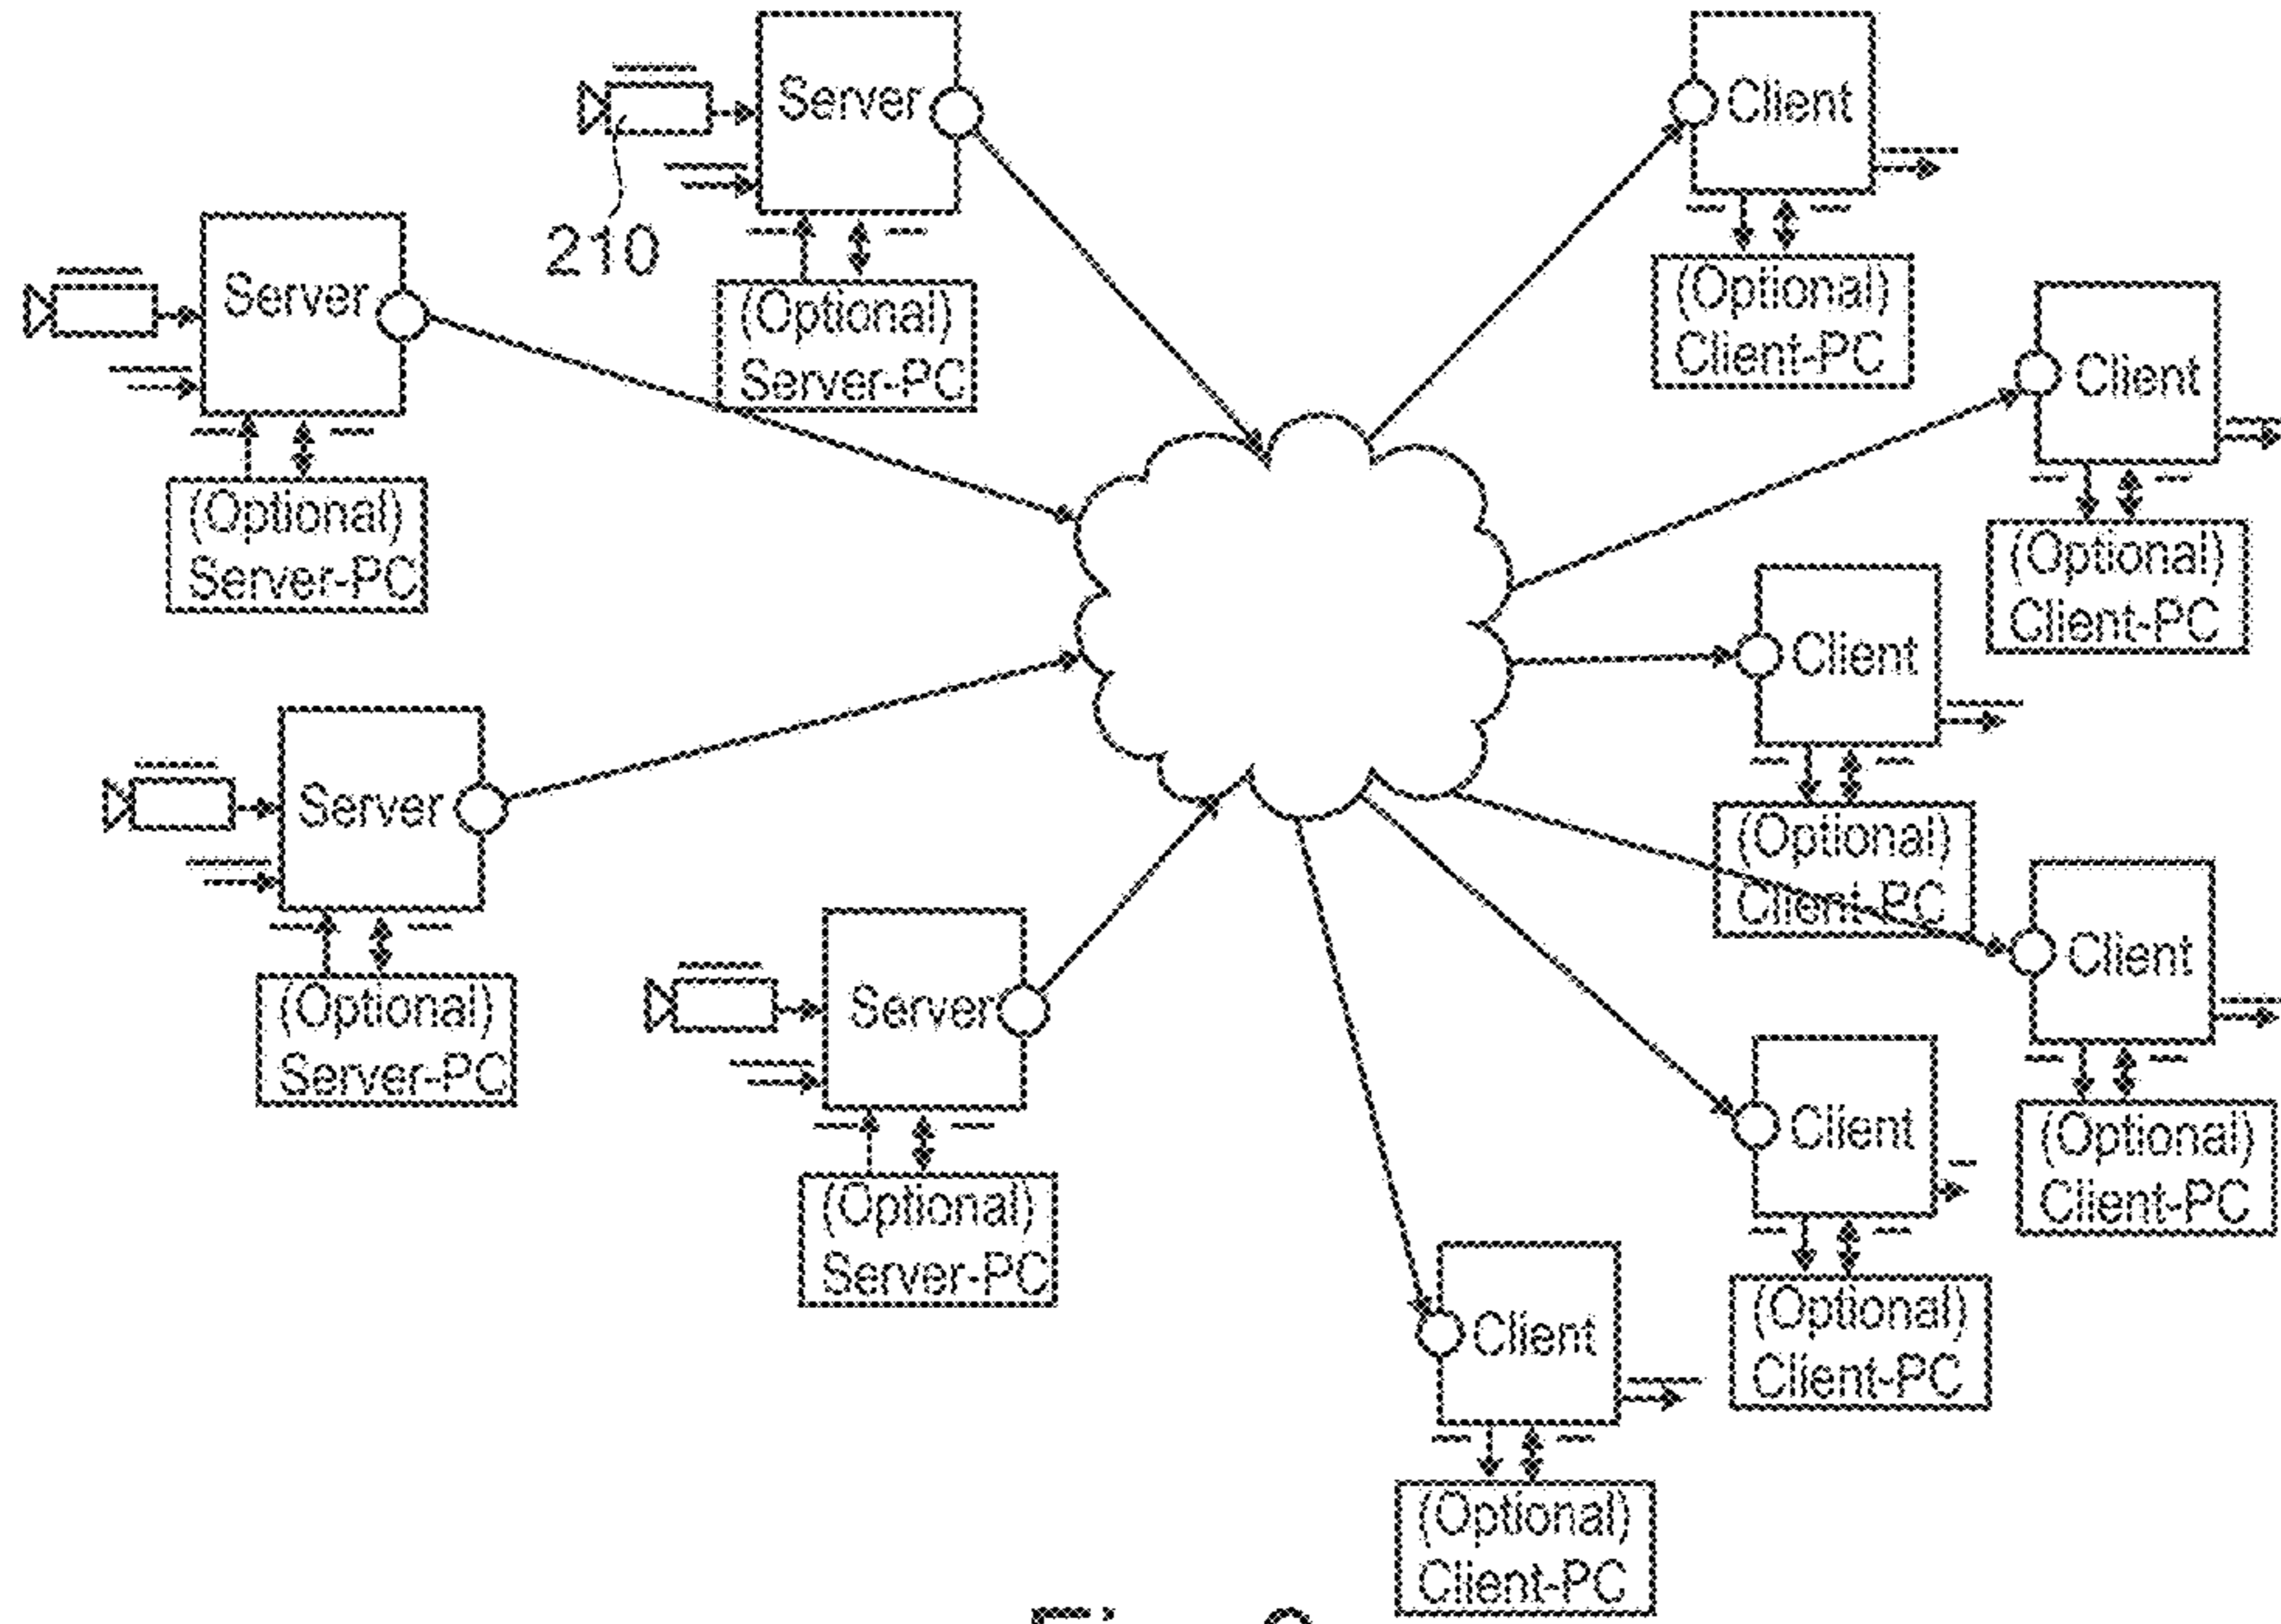 Server
210
(Optional)
Server-PC
Server
(Optional)
Server-PC
Server
(Optional)
Server-PC
Server
(Optional)
Server-PC
Client
(Optional)
Client-PC
Client
(Optional)
Client-PC
Client
(Optional)
Client-PC
Client
(Optional)
Client-PC
Client
(Optional)
Client-PC
Client
(Optional)
Client-PC